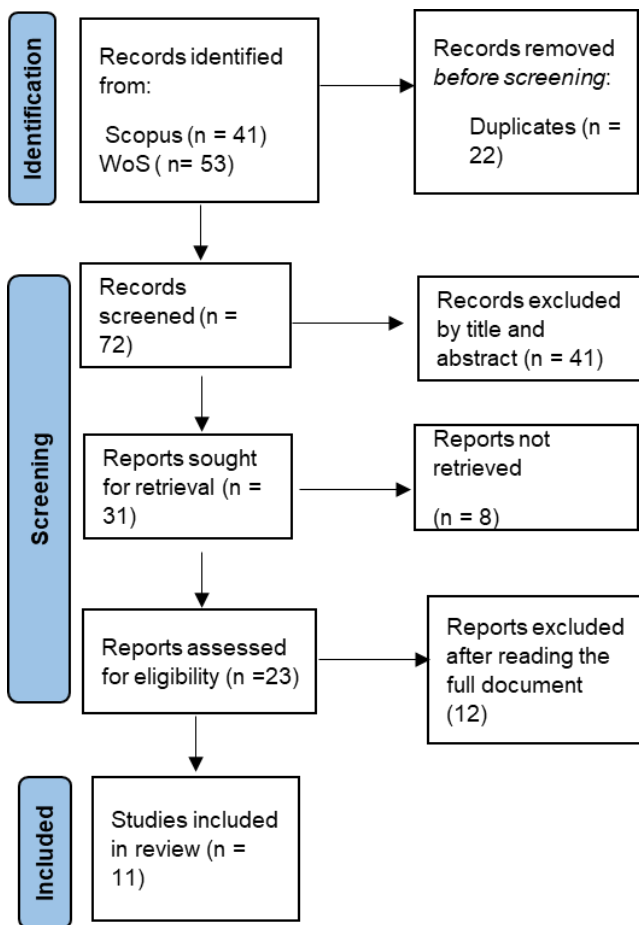 Identification
Records identified
from:
Scopus (n = 41)
WoS ( n= 53)
Records removed
before screening:
Duplicates (n =
22)
Screening
Records
screened (n =
72)
Records excluded
by title and
abstract (n = 41)
Reports sought
for retrieval (n =
31)
Reports not
retrieved
(n = 8)
Reports assessed
for eligibility (n =23)
Reports excluded
after reading the
full document
(12)
Included
Studies included
in review (n =
11)